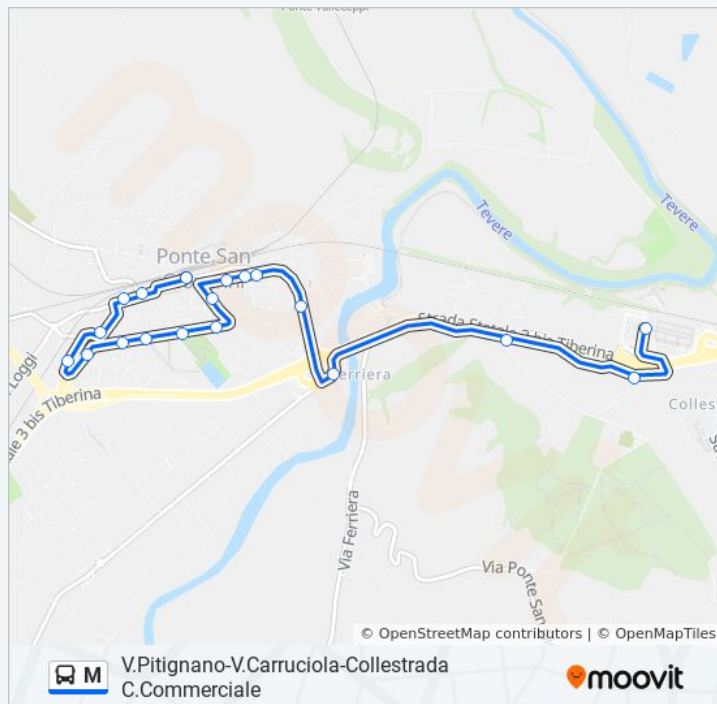 Ponte Valleceppi
Tevere
Tevere
Ponte San
Strada Statale 3 bis Tiberina
Loggi
Ferriera
Colles
ale 3 bis Tiberina
Via Ferriera
Via Ponte San
© OpenStreetMap contributors | © OpenMapTiles
M V.Pitignano-V.Carruciola-Collestrada
C.Commerciale
moovit